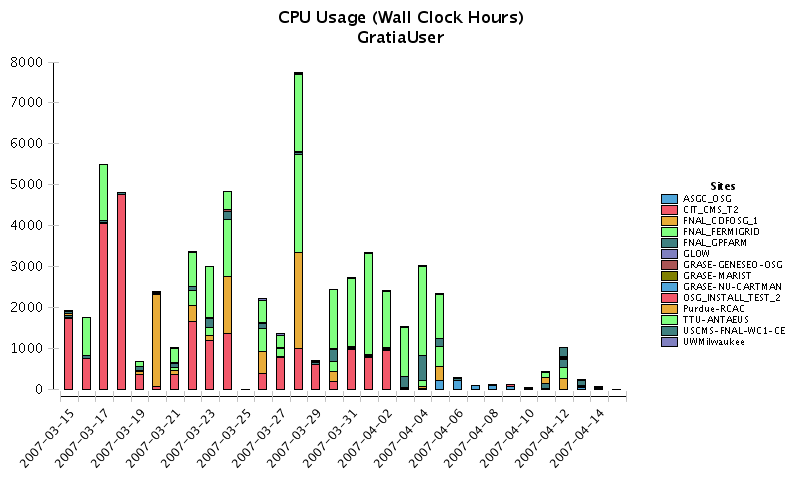 CPU Usage (Wall Clock Hours)
GratiaUser
8000
7000
6000
5000
4000
3000
2000
1000
0
2007-03-15
2007-03-17
2007-03-19
2007-03-21
2007-03-23
2007-03-25
2007-03-27
2007-03-29
2007-03-31
2007-04-02
2007-04-04
2007-04-06
2007-04-08
2007-04-10
2007-04-12
2007-04-14
Sites
ASGC_OSG
CIT_CMS_T2
FNAL_CDFOSG_1
FNAL_FERMIGRID
FNAL_GPFARM
GLOW
GRASE-GENESEO-OSG
GRASE-MARIST
GRASE-NU-CARTMAN
OSG_INSTALL_TEST_2
Purdue-RCAC
TTU-ANTAEUS
USCMS-FNAL-WC1-CE
UWMilwaukee